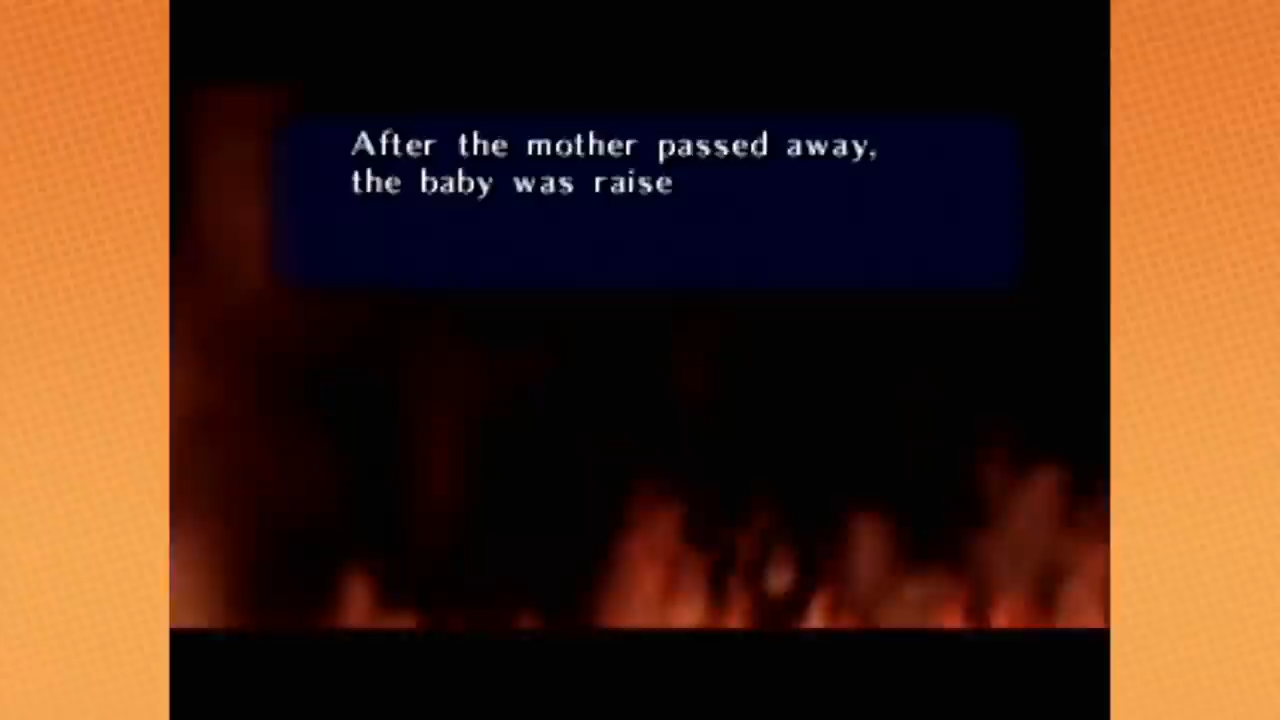 After the mother passed away,
the baby was raise